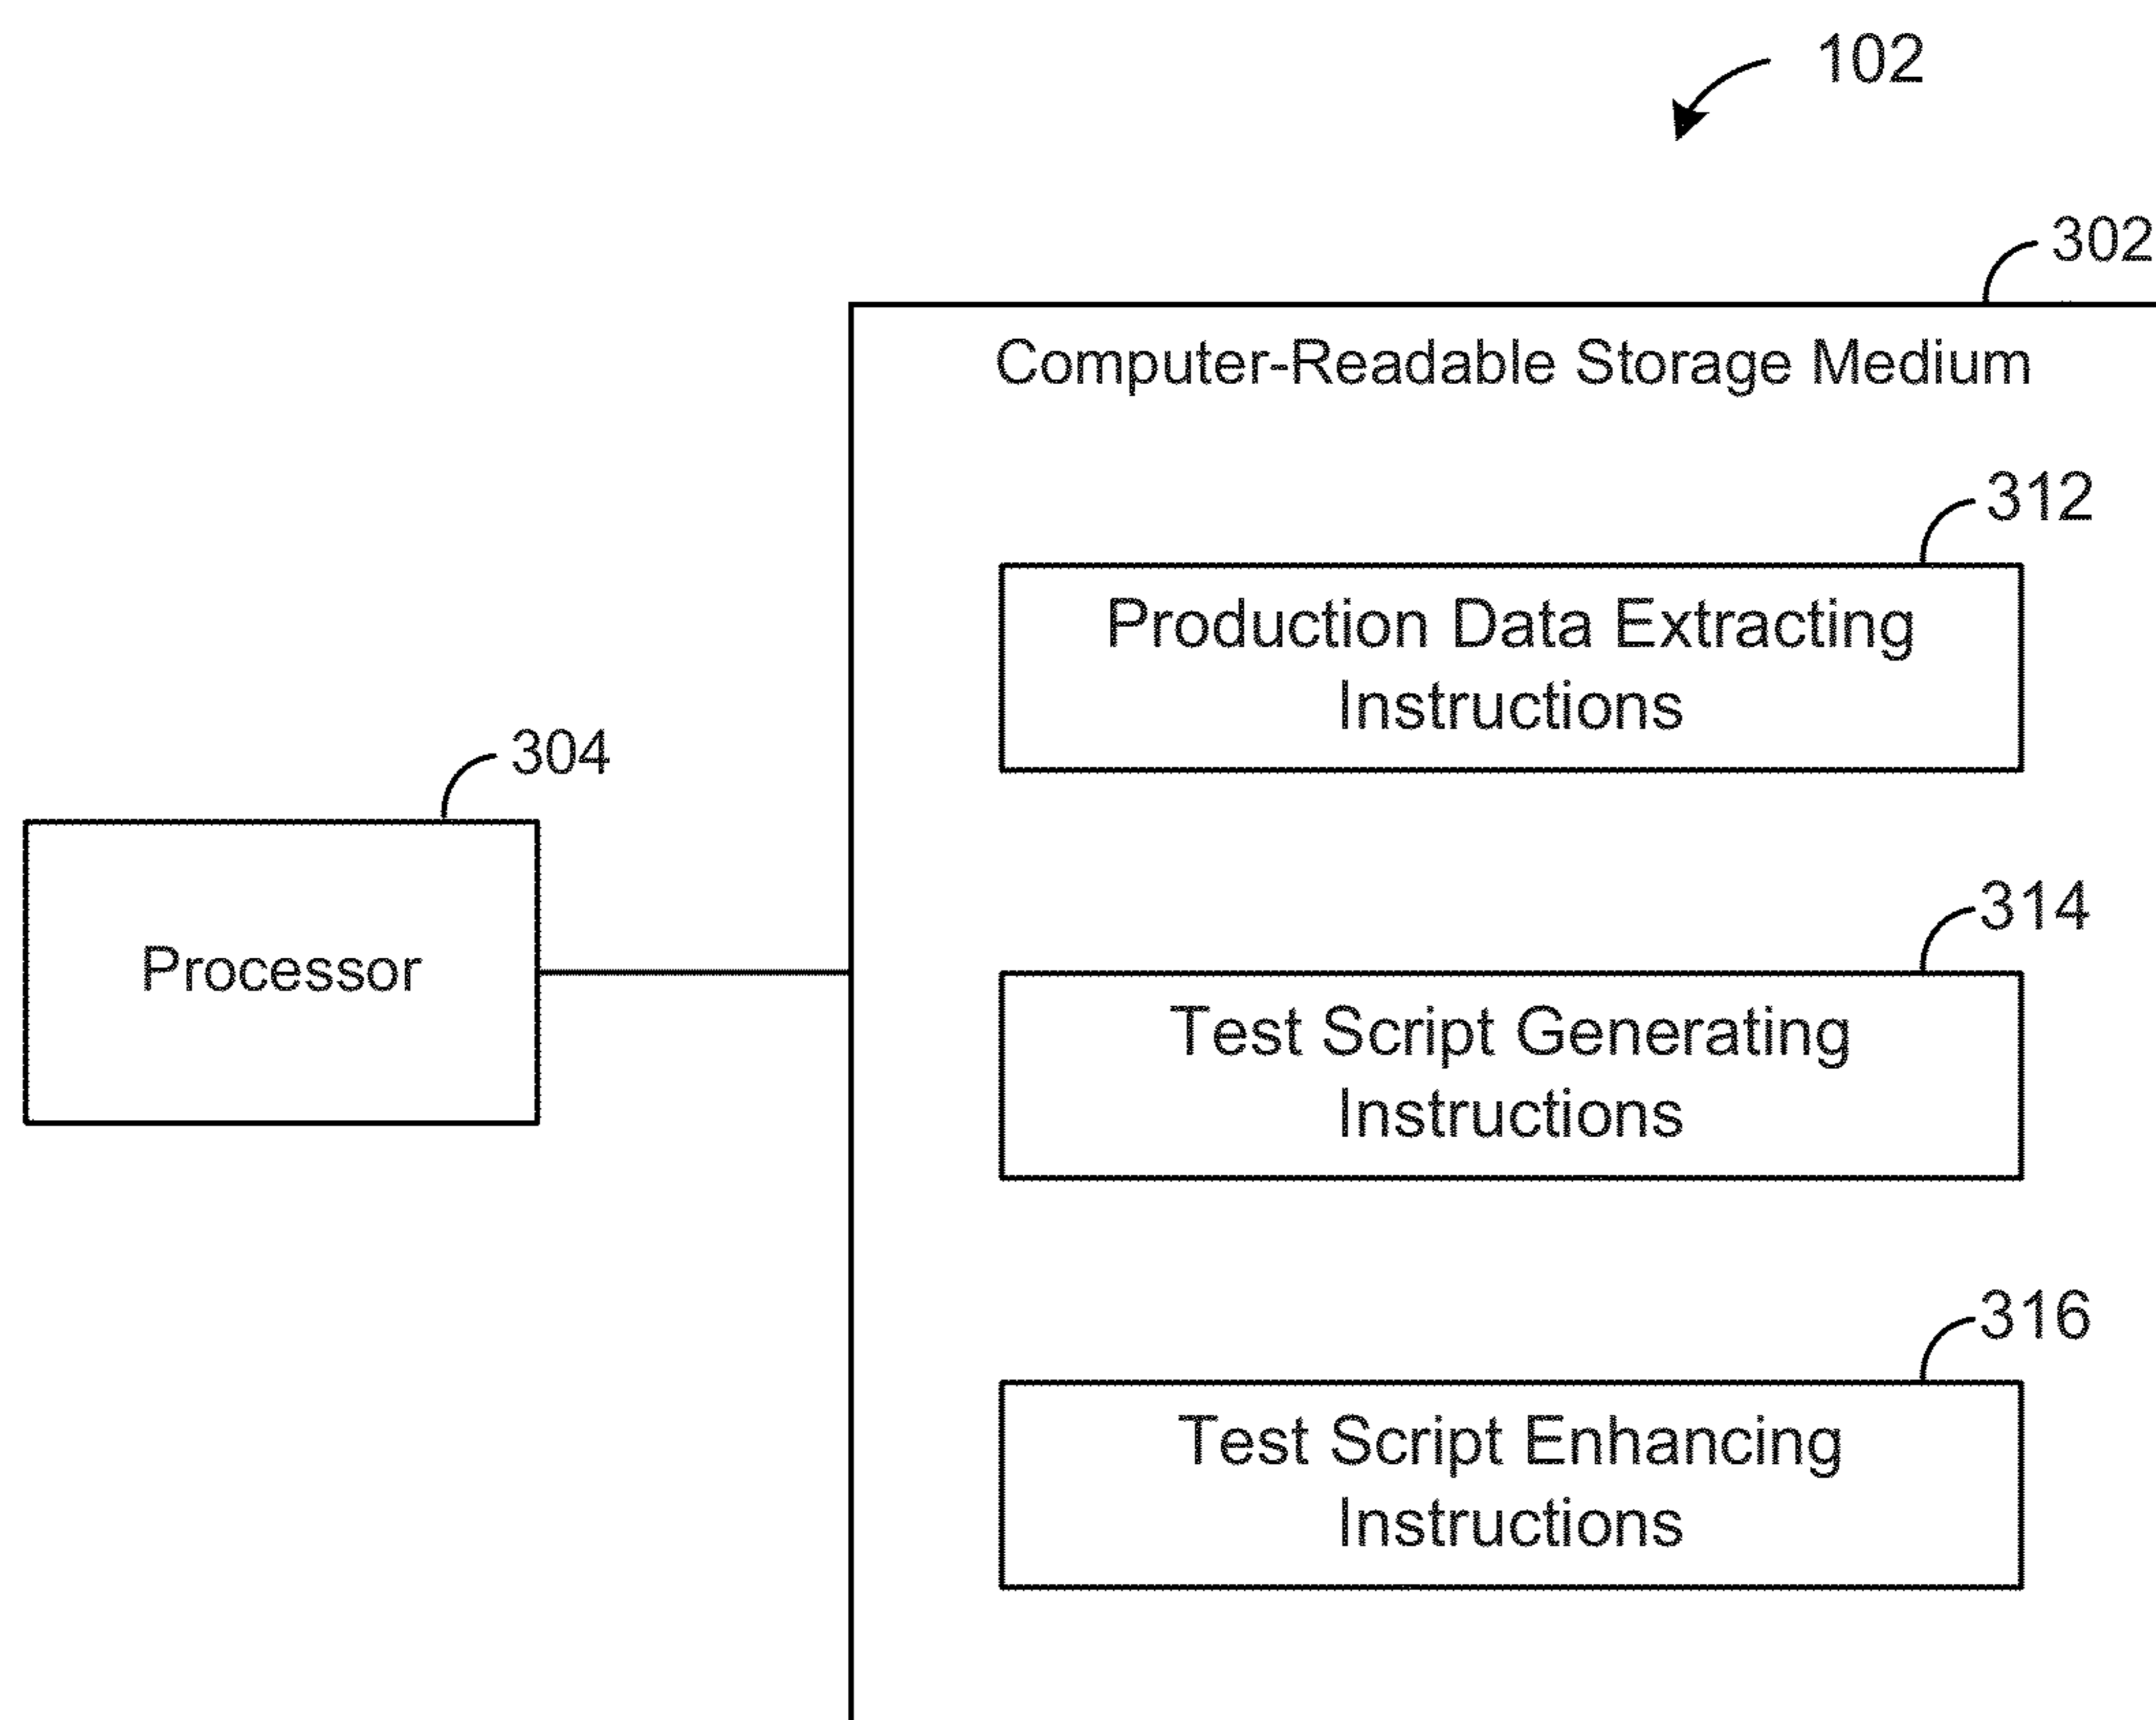 102
302
Computer-Readable Storage Medium
312
Production Data Extracting
Instructions
304
Processor
314
Test Script Generating
Instructions
316
Test Script Enhancing
Instructions